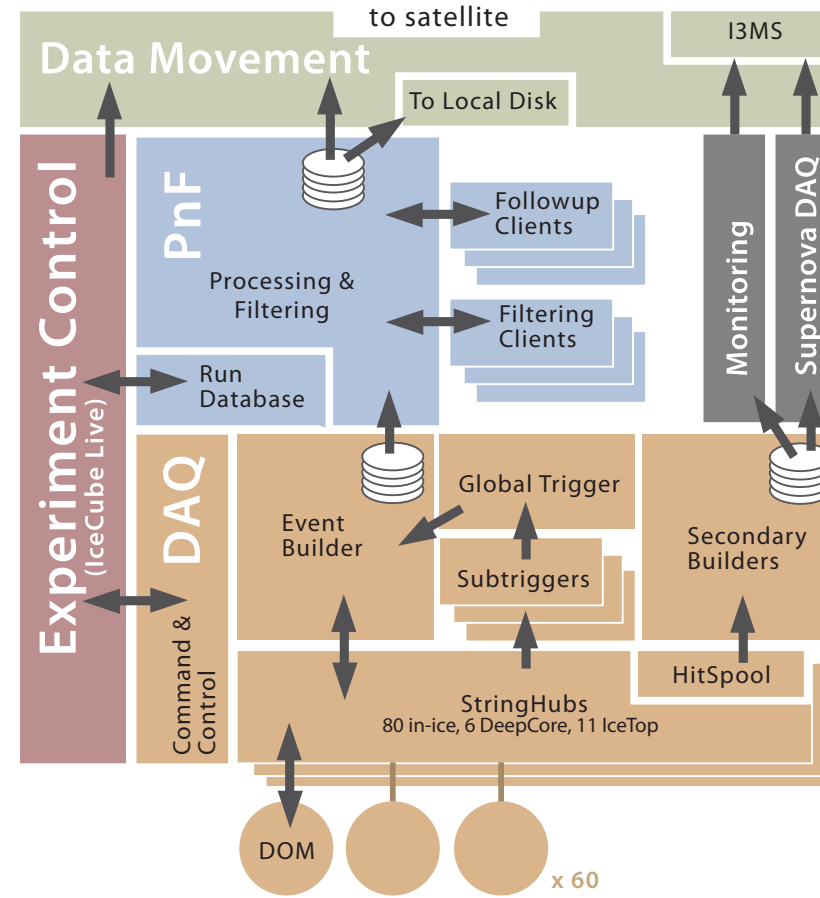 to satellite
Data Movement
I3MS
To Local Disk
Experiment Control
(IceCube Live)
PnF
Processing &
Filtering
Followup
Clients
Filtering
Clients
Run
Database
Monitoring
Supernova DAQ
DAQ
Command &
Control
Event
Builder
Global Trigger
Subtriggers
Secondary
Builders
HitSpool
StringHubs
80 in-ice, 6 DeepCore, 11 IceTop
DOM
x 60